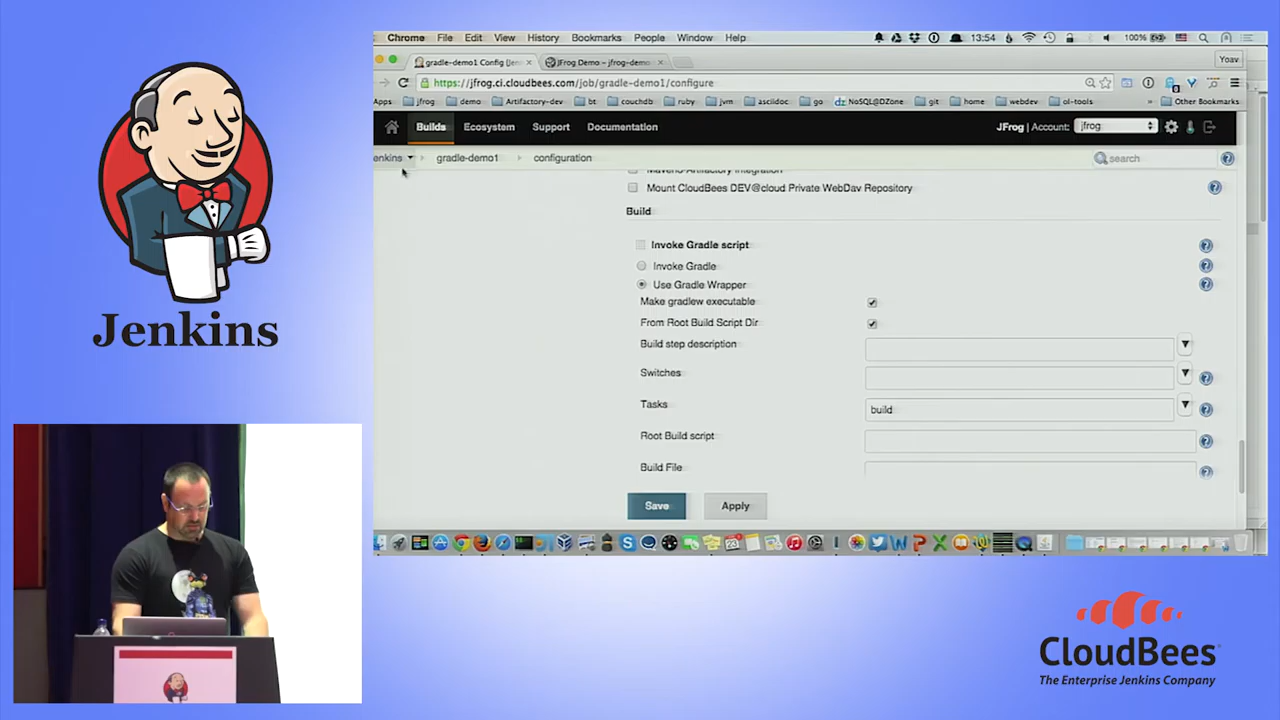 Jenkins
Chrome File Edit View History Bookmarks People Window Help 13:54 100%
gradle-demo1 Config [Jen JFrog Demo – jfrog-demo Yoav
https://jfrog.ci.cloudbees.com/job/gradle-demo1/configure
Apps jfrog demo Artifactory-dev bt couchdb ruby jvm asciidoc go NoSQL@DZone git home webdev ol-tools » Other Bookmarks
Builds Ecosystem Support Documentation JFrog | Account: jfrog
enkins gradle-demo1 configuration search
Maven3-Artifactory Integration
Mount CloudBees DEV@cloud Private WebDav Repository
Build
Invoke Gradle script
Invoke Gradle
Use Gradle Wrapper
Make gradlew executable
From Root Build Script Dir
Build step description
Switches
Tasks build
Root Build script
Build File
Save Apply
CloudBees
The Enterprise Jenkins Company